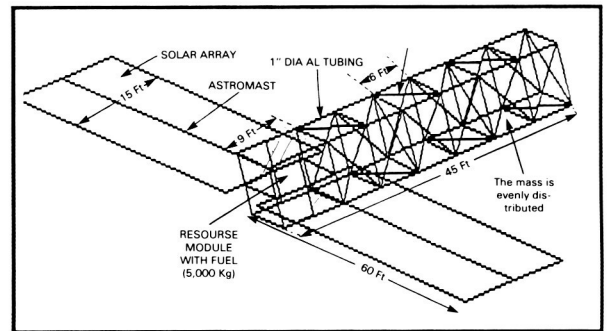 SOLAR ARRAY
1" DIA AL TUBING
6 Ft
ASTROMAST
15 Ft
9 Ft
45 Ft
The mass is
evenly dis-
tributed
RESOURSE
MODULE
WITH FUEL
(5,000 Kg)
60 Ft